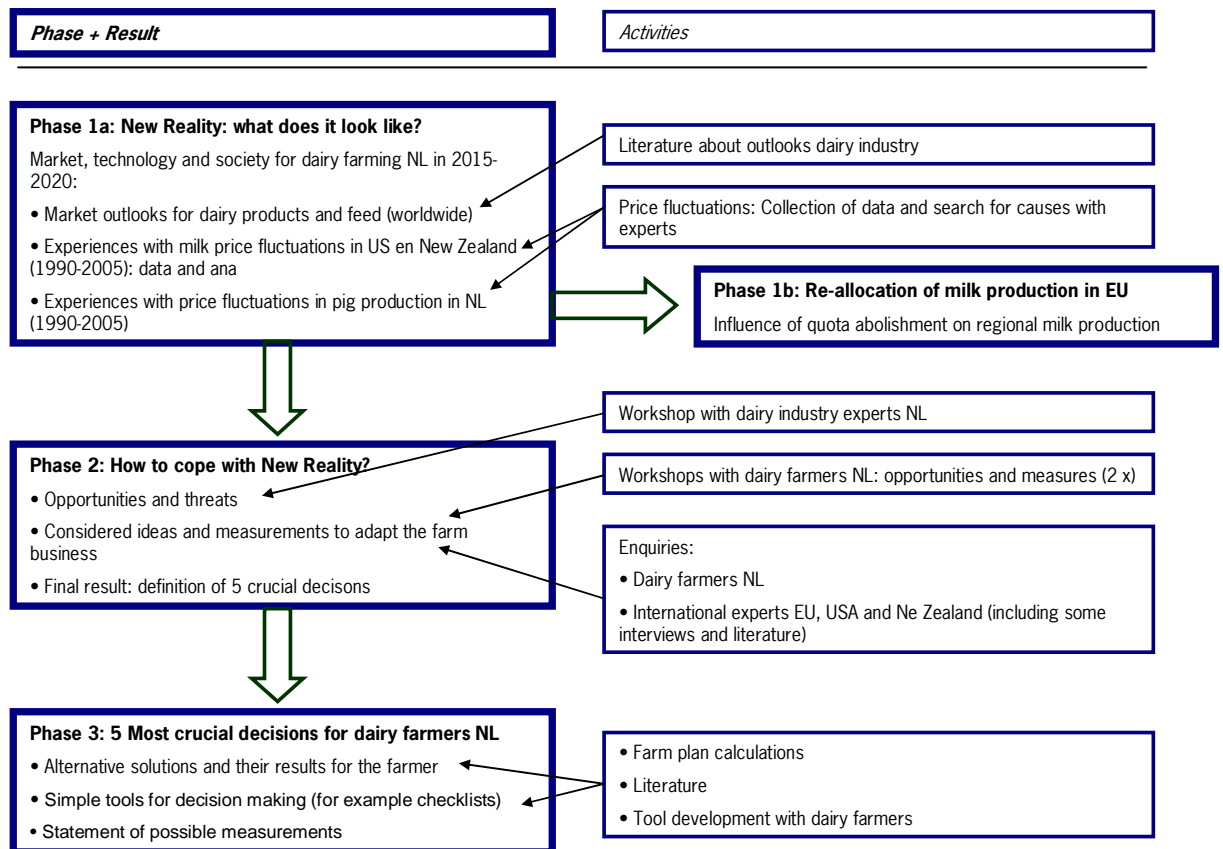 Phase + Result
Activities
Phase 1a: New Reality: what does it look like?
Market, technology and society for dairy farming NL in 2015-
2020:
• Market outlooks for dairy products and feed (worldwide)
• Experiences with milk price fluctuations in US en New Zealand
(1990-2005): data and ana
• Experiences with price fluctuations in pig production in NL
(1990-2005)
Literature about outlooks dairy industry
Price fluctuations: Collection of data and search for causes with
experts
Phase 1b: Re-allocation of milk production in EU
Influence of quota abolishment on regional milk production
Phase 2: How to cope with New Reality?
• Opportunities and threats
• Considered ideas and measurements to adapt the farm
business
• Final result: definition of 5 crucial decisons
Workshop with dairy industry experts NL
Workshops with dairy farmers NL: opportunities and measures (2 x)
Enquiries:
• Dairy farmers NL
• International experts EU, USA and Ne Zealand (including some
interviews and literature)
Phase 3: 5 Most crucial decisions for dairy farmers NL
• Alternative solutions and their results for the farmer
• Simple tools for decision making (for example checklists)
• Statement of possible measurements
• Farm plan calculations
• Literature
• Tool development with dairy farmers